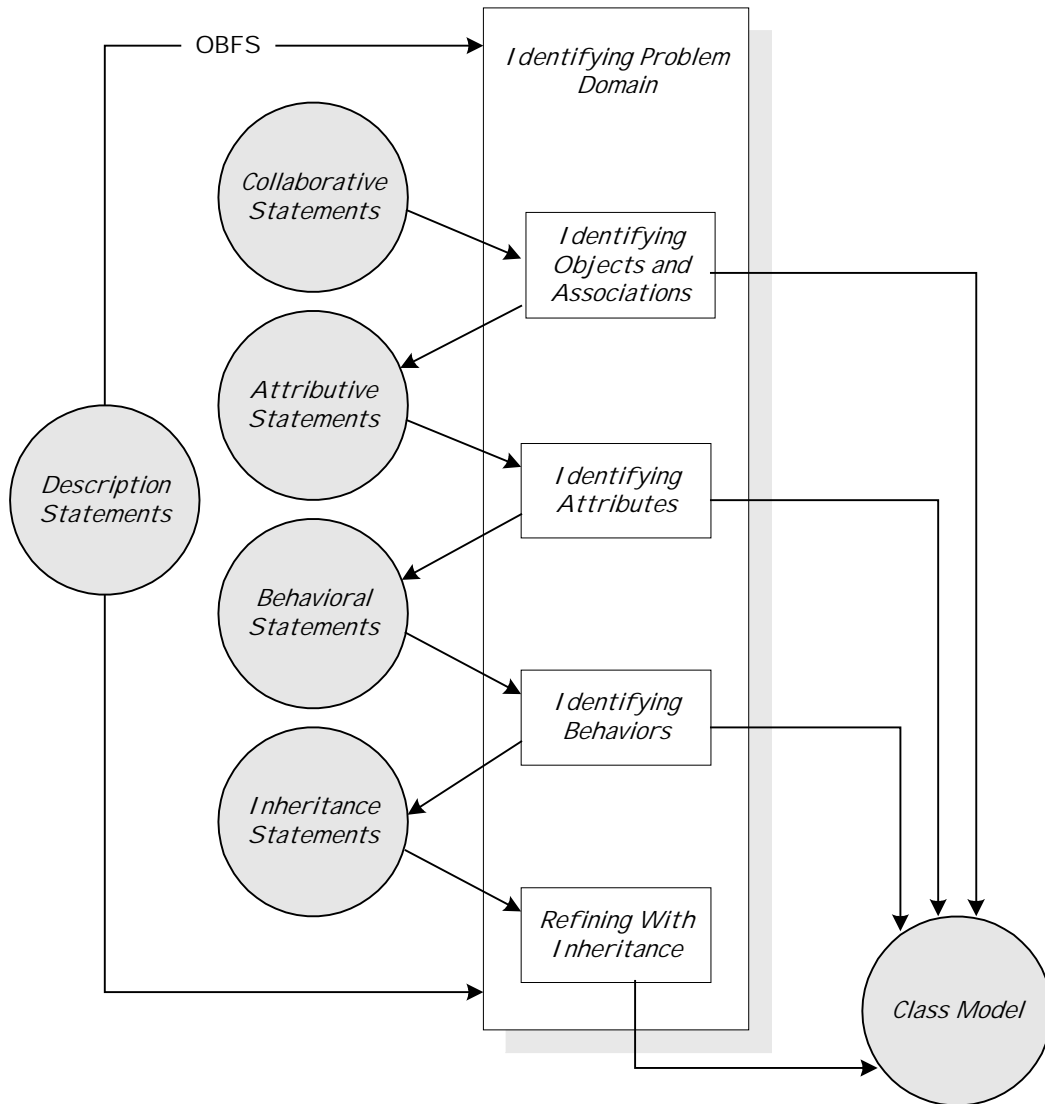 OBFS
Identifying Problem
Domain
Collaborative
Statements
Identifying
Objects and
Associations
Attributive
Statements
Description
Statements
Identifying
Attributes
Behavioral
Statements
Identifying
Behaviors
Inheritance
Statements
Refining With
Inheritance
Class Model